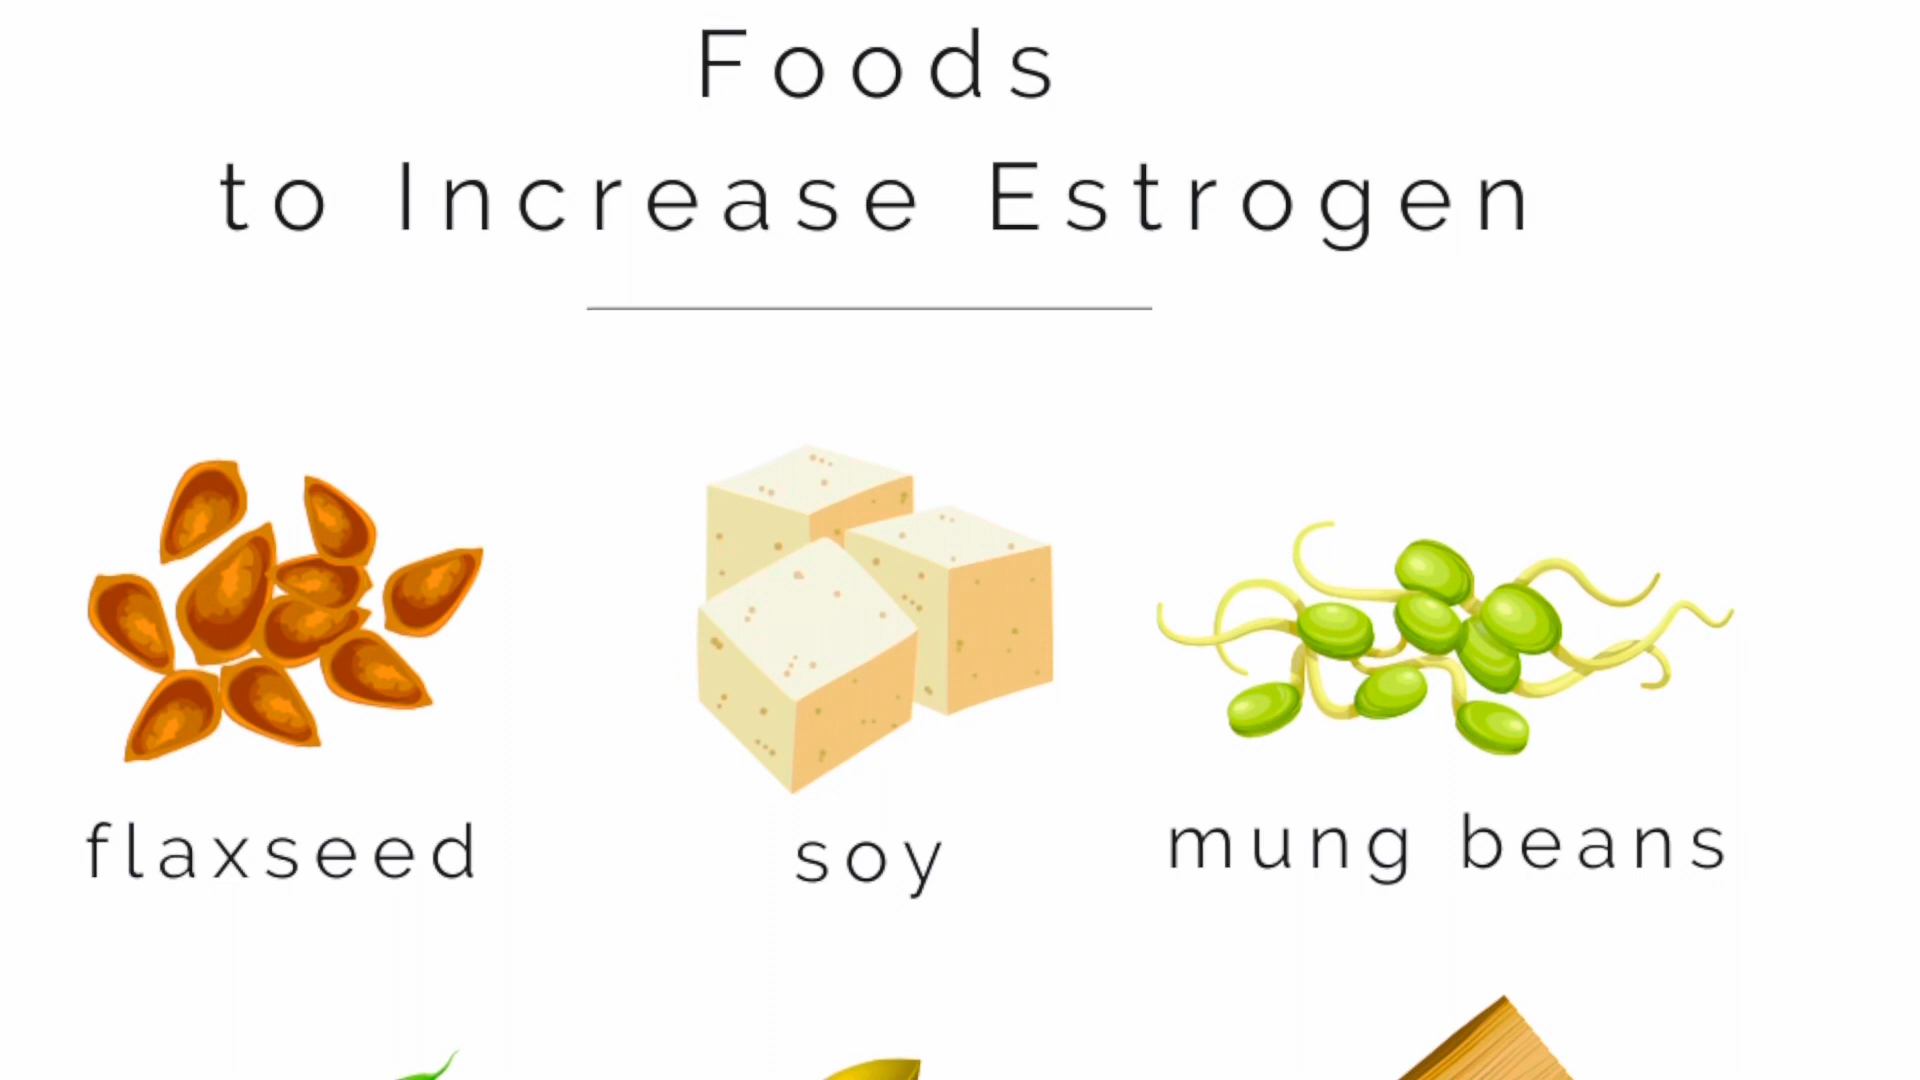 Foods
to Increase Estrogen
flaxseed
soy
mung beans